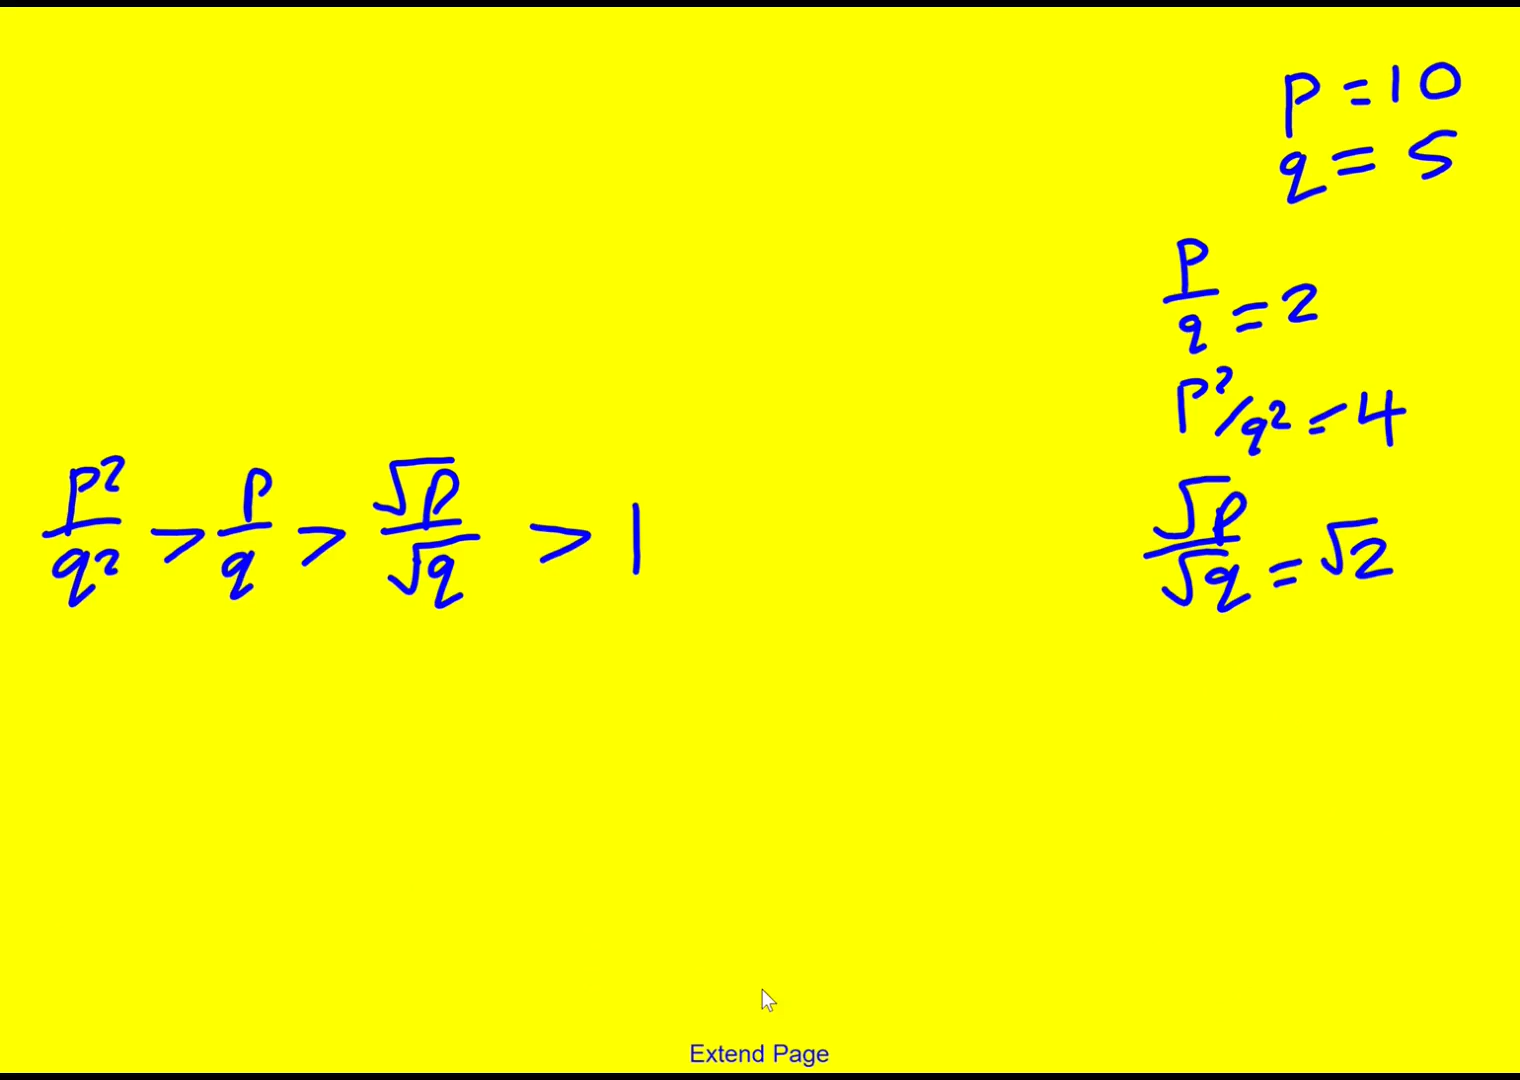 p = 10
q = 5
p/q = 2
p²/q² = 4
√p/√q = √2
p²/q² > p/q > √p/√q > 1
Extend Page